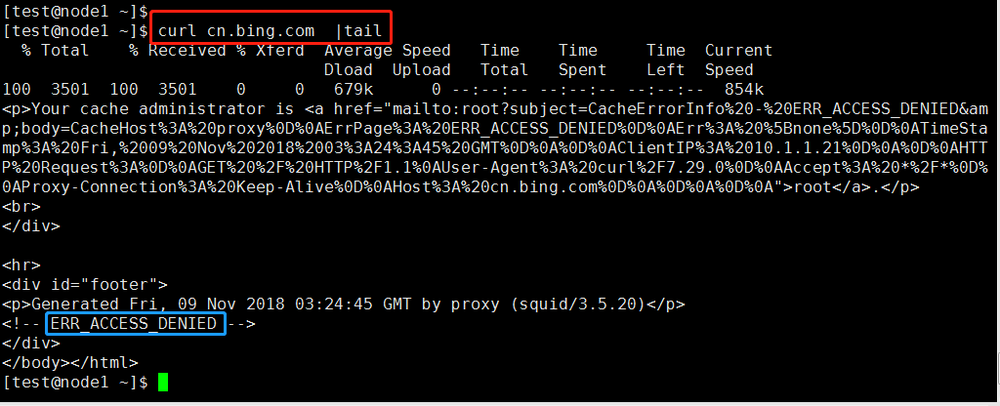 [test@node1 ~]$
[test@node1 ~]$ curl cn.bing.com  |tail
  % Total    % Received % Xferd  Average Speed   Time    Time     Time  Current
                                 Dload  Upload   Total   Spent    Left  Speed
100  3501  100  3501    0     0   679k      0 --:--:-- --:--:-- --:--:--  854k
<p>Your cache administrator is <a href="mailto:root?subject=CacheErrorInfo%20-%20ERR_ACCESS_DENIED&am
p;body=CacheHost%3A%20proxy%0D%0AErrPage%3A%20ERR_ACCESS_DENIED%0D%0AErr%3A%20%5Bnone%5D%0D%0ATimeSta
mp%3A%20Fri,%2009%20Nov%202018%2003%3A24%3A45%20GMT%0D%0A%0D%0AClientIP%3A%2010.1.1.21%0D%0A%0D%0AHTT
P%20Request%3A%0D%0AGET%20%2F%20HTTP%2F1.1%0AUser-Agent%3A%20curl%2F7.29.0%0D%0AAccept%3A%20*%2F*%0D%
0AProxy-Connection%3A%20Keep-Alive%0D%0AHost%3A%20cn.bing.com%0D%0A%0D%0A%0D%0A">root</a>.</p>
<br>
</div>
<hr>
<div id="footer">
<p>Generated Fri, 09 Nov 2018 03:24:45 GMT by proxy (squid/3.5.20)</p>
<!-- ERR_ACCESS_DENIED -->
</div>
</body></html>
[test@node1 ~]$